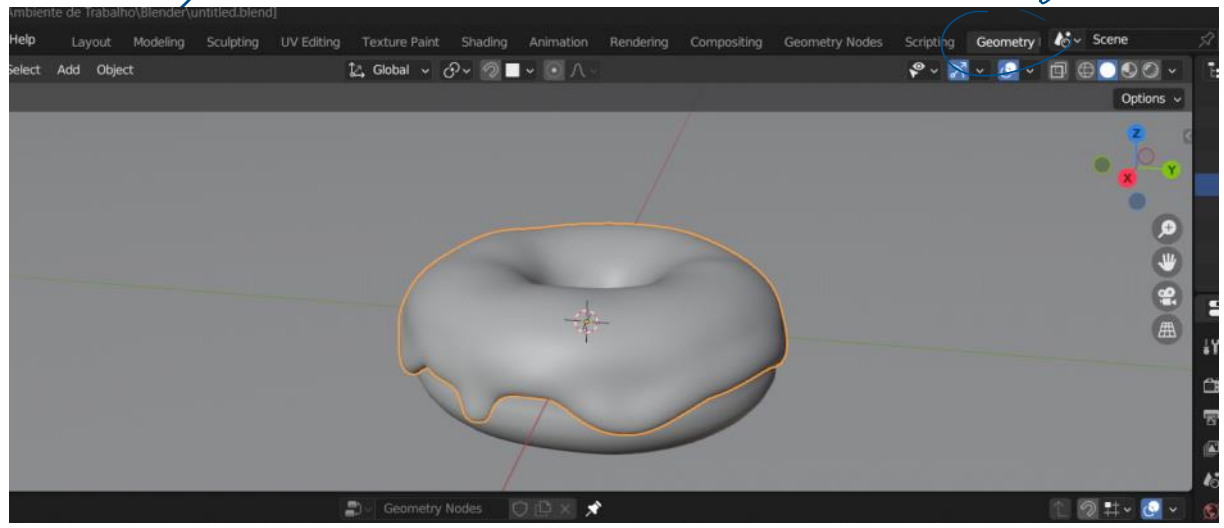 Ambiente de Trabalho\Blender\untitled.blend]
Help Layout Modeling Sculpting UV Editing Texture Paint Shading Animation Rendering Compositing Geometry Nodes Scripting Geometry Scene
Select Add Object Global
Options
Z
X Y
Geometry Nodes